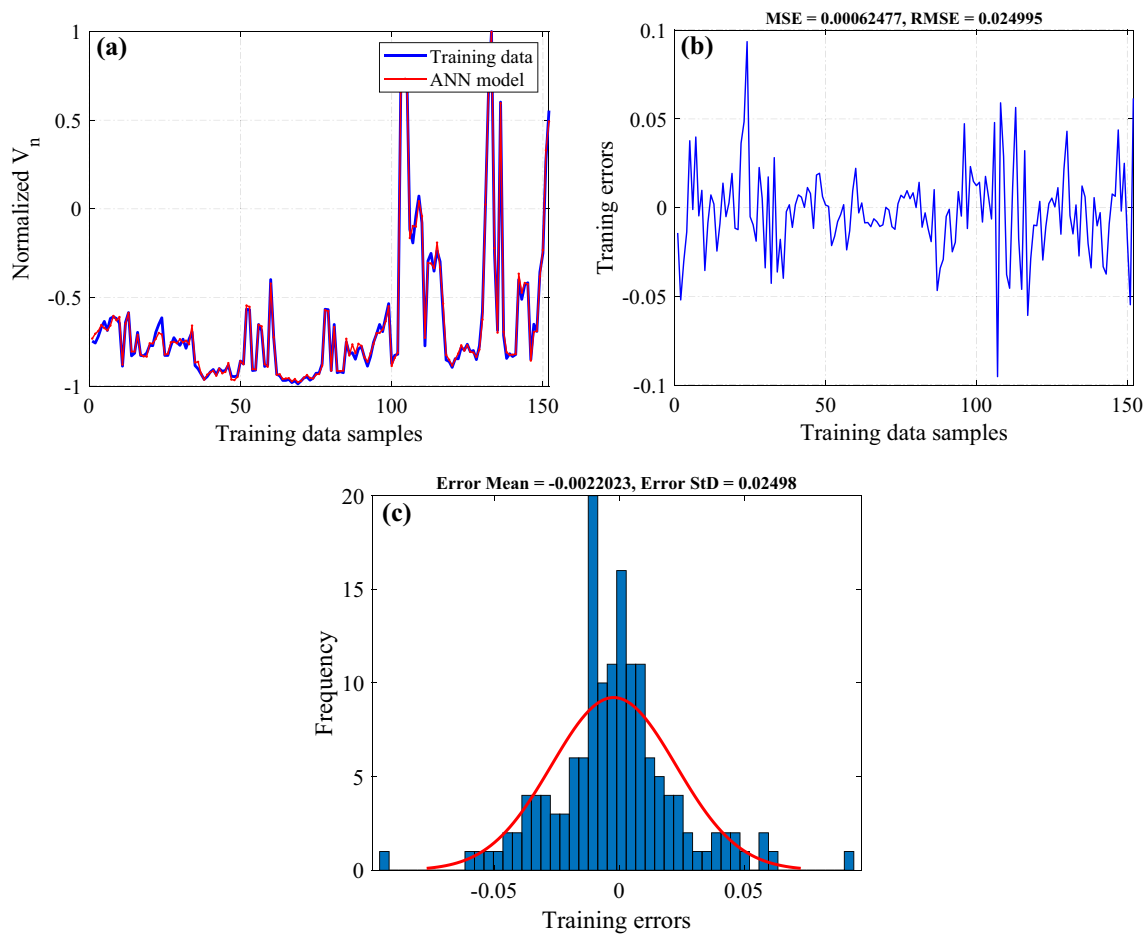 (a)
Training data
ANN model
1
0.5
0
-0.5
-1
Normalized V_n
0
50
100
150
Training data samples
MSE = 0.00062477, RMSE = 0.024995
(b)
0.1
0.05
0
-0.05
-0.1
Traning errors
0
50
100
150
Training data samples
Error Mean = -0.0022023, Error StD = 0.02498
(c)
20
15
10
5
0
Frequency
-0.05
0
0.05
Training errors